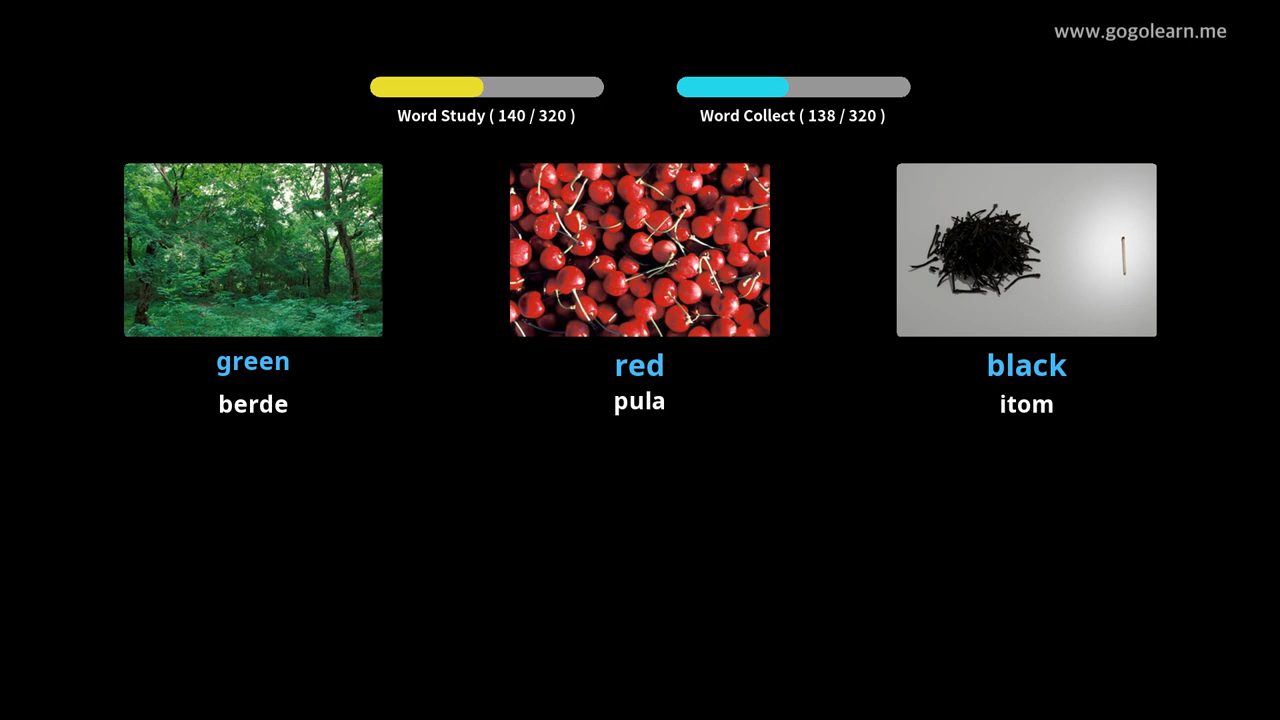 www.gogolearn.me
Word Study ( 140 / 320 )
Word Collect ( 138 / 320 )
green
berde
red
pula
black
itom